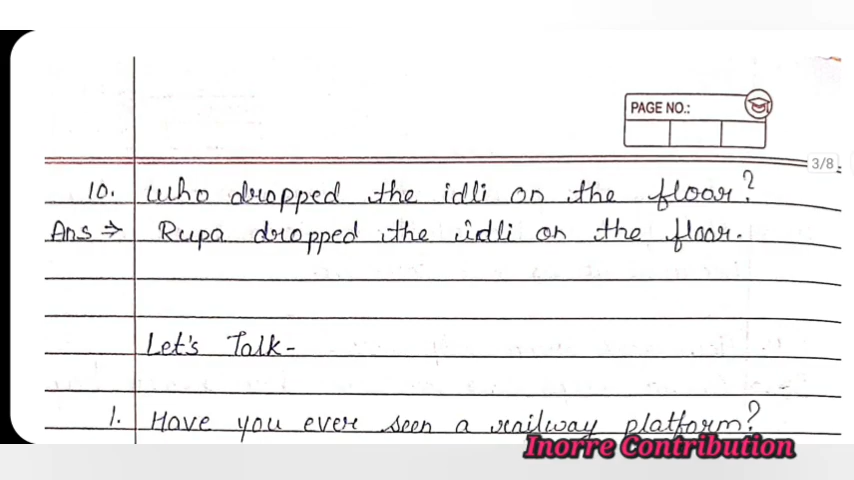 PAGE NO.:
3/8
10. Who dropped the idli on the floor?
Ans ⇒ Rupa dropped the idli on the floor.
Let's Talk-
1. Have you ever seen a railway platform?
Inorre Contribution